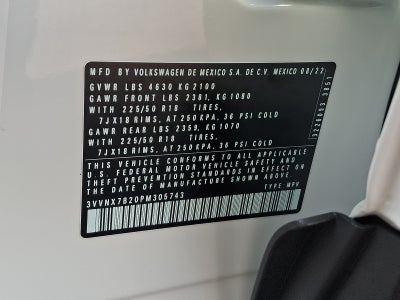 MFD BY VOLKSWAGEN DE MEXICO S.A. DE C.V. MEXICO 08/22
GVWR LBS 4630 KG 2100
GAWR FRONT LBS 2381, KG 1080
WITH 225/50 R18 TIRES,
7JX18 RIMS, AT 250 KPA, 36 PSI COLD
GAWR REAR LBS 2359, KG 1070
WITH 225/50 R18 TIRES,
7JX18 RIMS, AT 250 KPA, 36 PSI COLD
THIS VEHICLE CONFORMS TO ALL APPLICABLE
U.S. FEDERAL MOTOR VEHICLE SAFETY AND
THEFT PREVENTION STANDARDS IN EFFECT ON
THE DATE OF MANUFACTURE SHOWN ABOVE.
3VVNX7B20PM305743 TYPE: MPV
3226053 3851